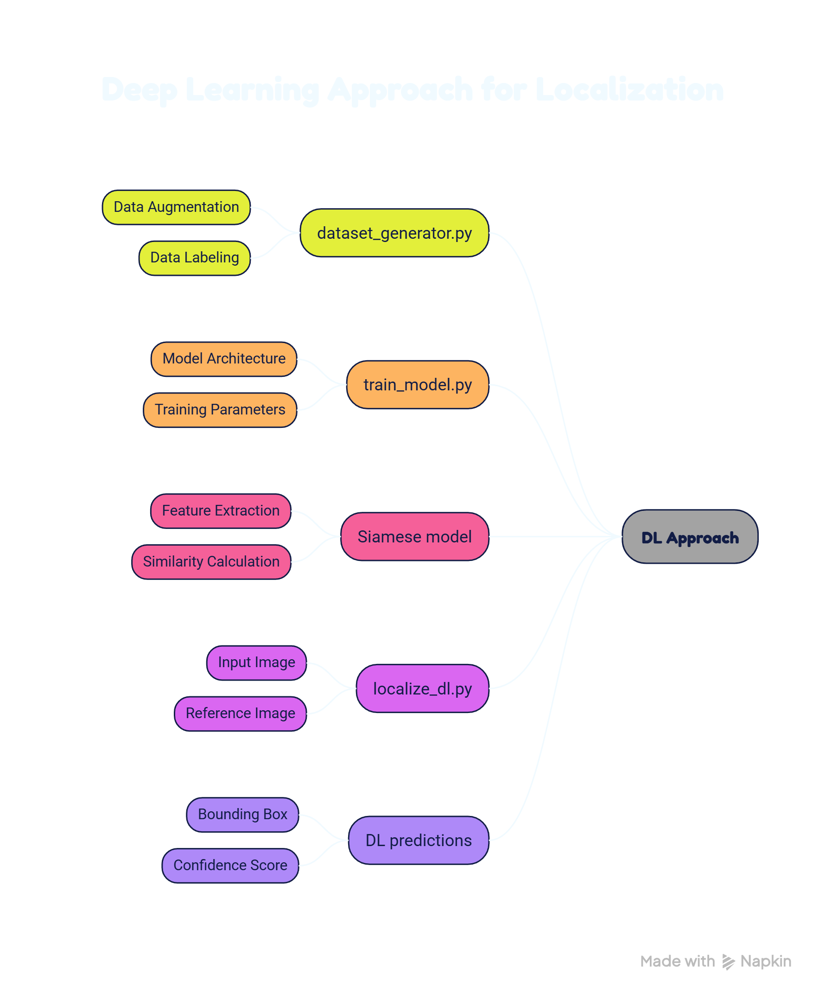 Deep Learning Approach for Localization
Data Augmentation
Data Labeling
dataset_generator.py
Model Architecture
Training Parameters
train_model.py
Feature Extraction
Similarity Calculation
Siamese model
DL Approach
Input Image
Reference Image
localize_dl.py
Bounding Box
Confidence Score
DL predictions
Made with Napkin